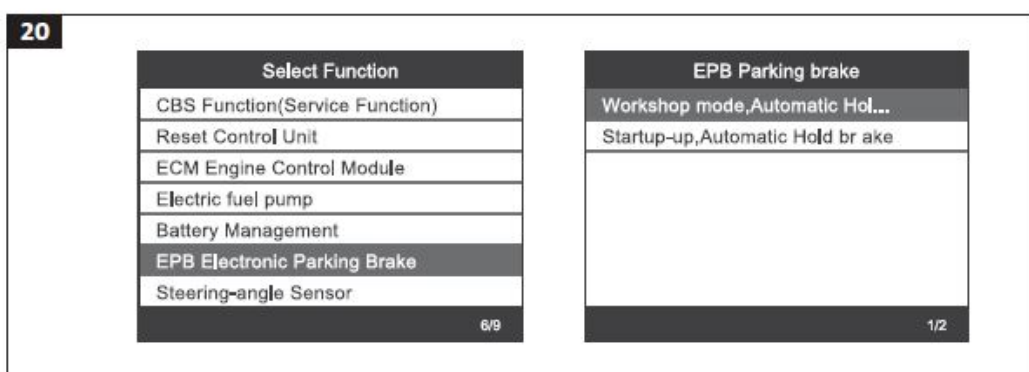 20
Select Function
CBS Function(Service Function)
Reset Control Unit
ECM Engine Control Module
Electric fuel pump
Battery Management
EPB Electronic Parking Brake
Steering-angle Sensor
6/9
EPB Parking brake
Workshop mode,Automatic Hol...
Startup-up,Automatic Hold br ake
1/2